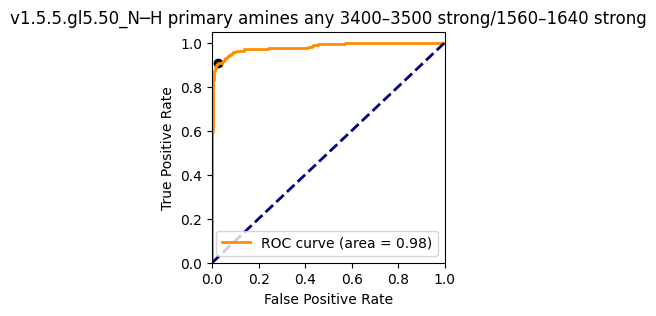 v1.5.5.gl5.50_N─H primary amines any 3400–3500 strong/1560–1640 strong
True Positive Rate
1.0
0.8
0.6
0.4
0.2
0.0
ROC curve (area = 0.98)
0.0 0.2 0.4 0.6 0.8 1.0
False Positive Rate